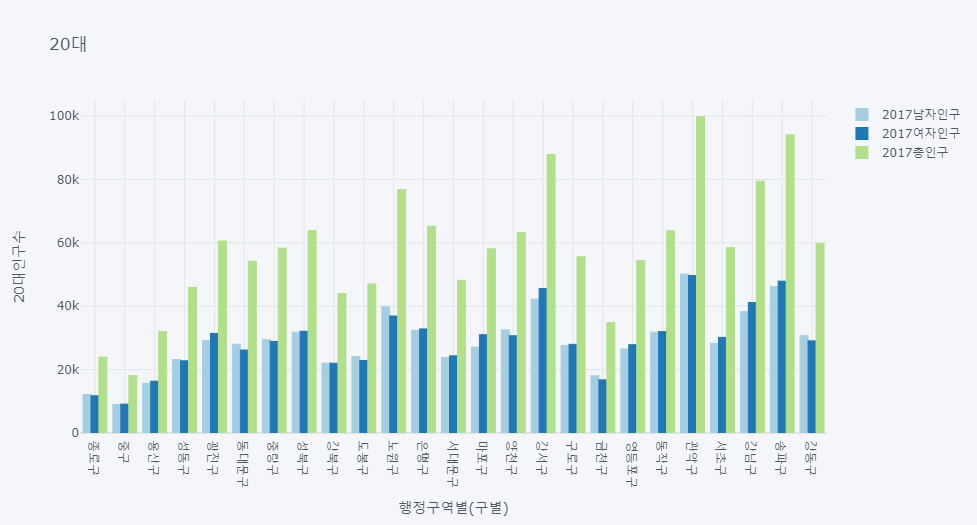 20대
100k
80k
60k
40k
20k
0
20대인구수
2017남자인구
2017여자인구
2017총인구
종로구
중구
용산구
성동구
광진구
동대문구
중랑구
성북구
강북구
도봉구
노원구
은평구
서대문구
마포구
양천구
강서구
구로구
금천구
영등포구
동작구
관악구
서초구
강남구
송파구
강동구
행정구역별(구별)